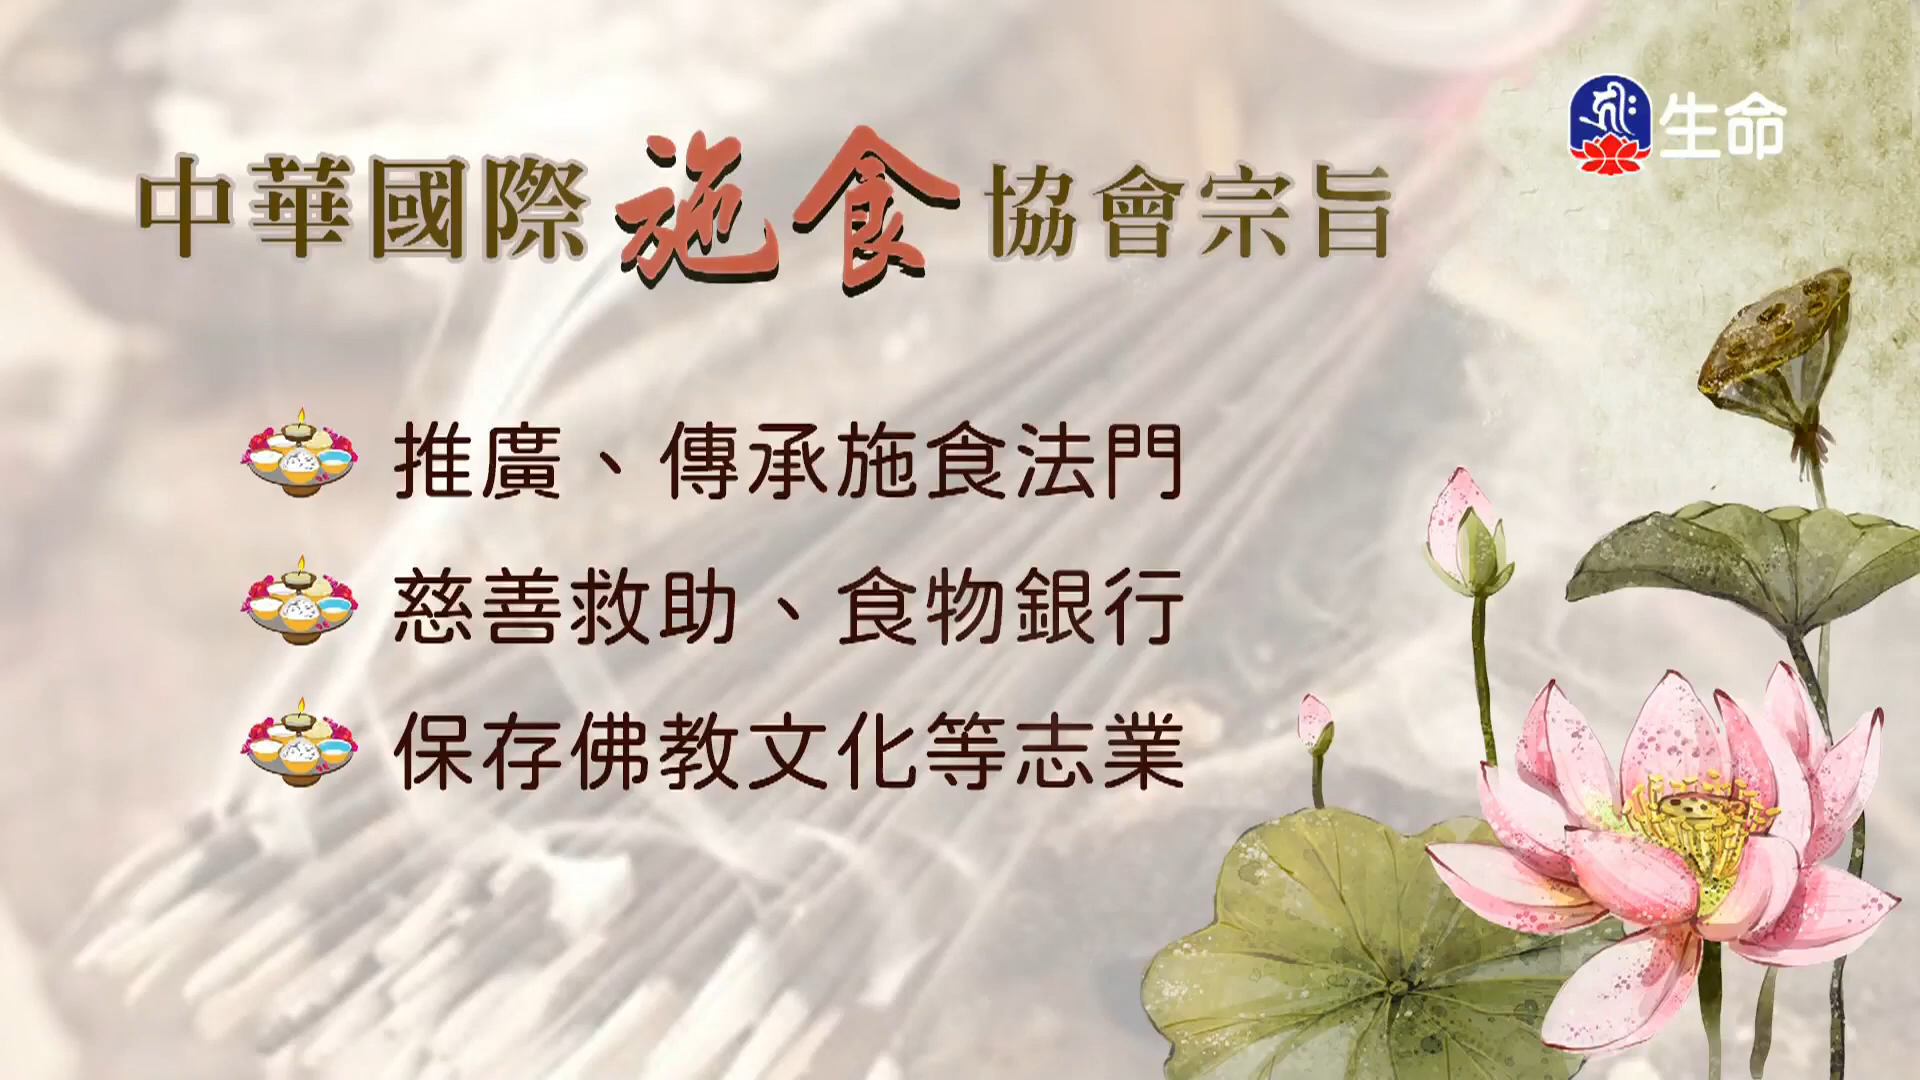 中華國際施食協會宗旨
生命
推廣、傳承施食法門
慈善救助、食物銀行
保存佛教文化等志業